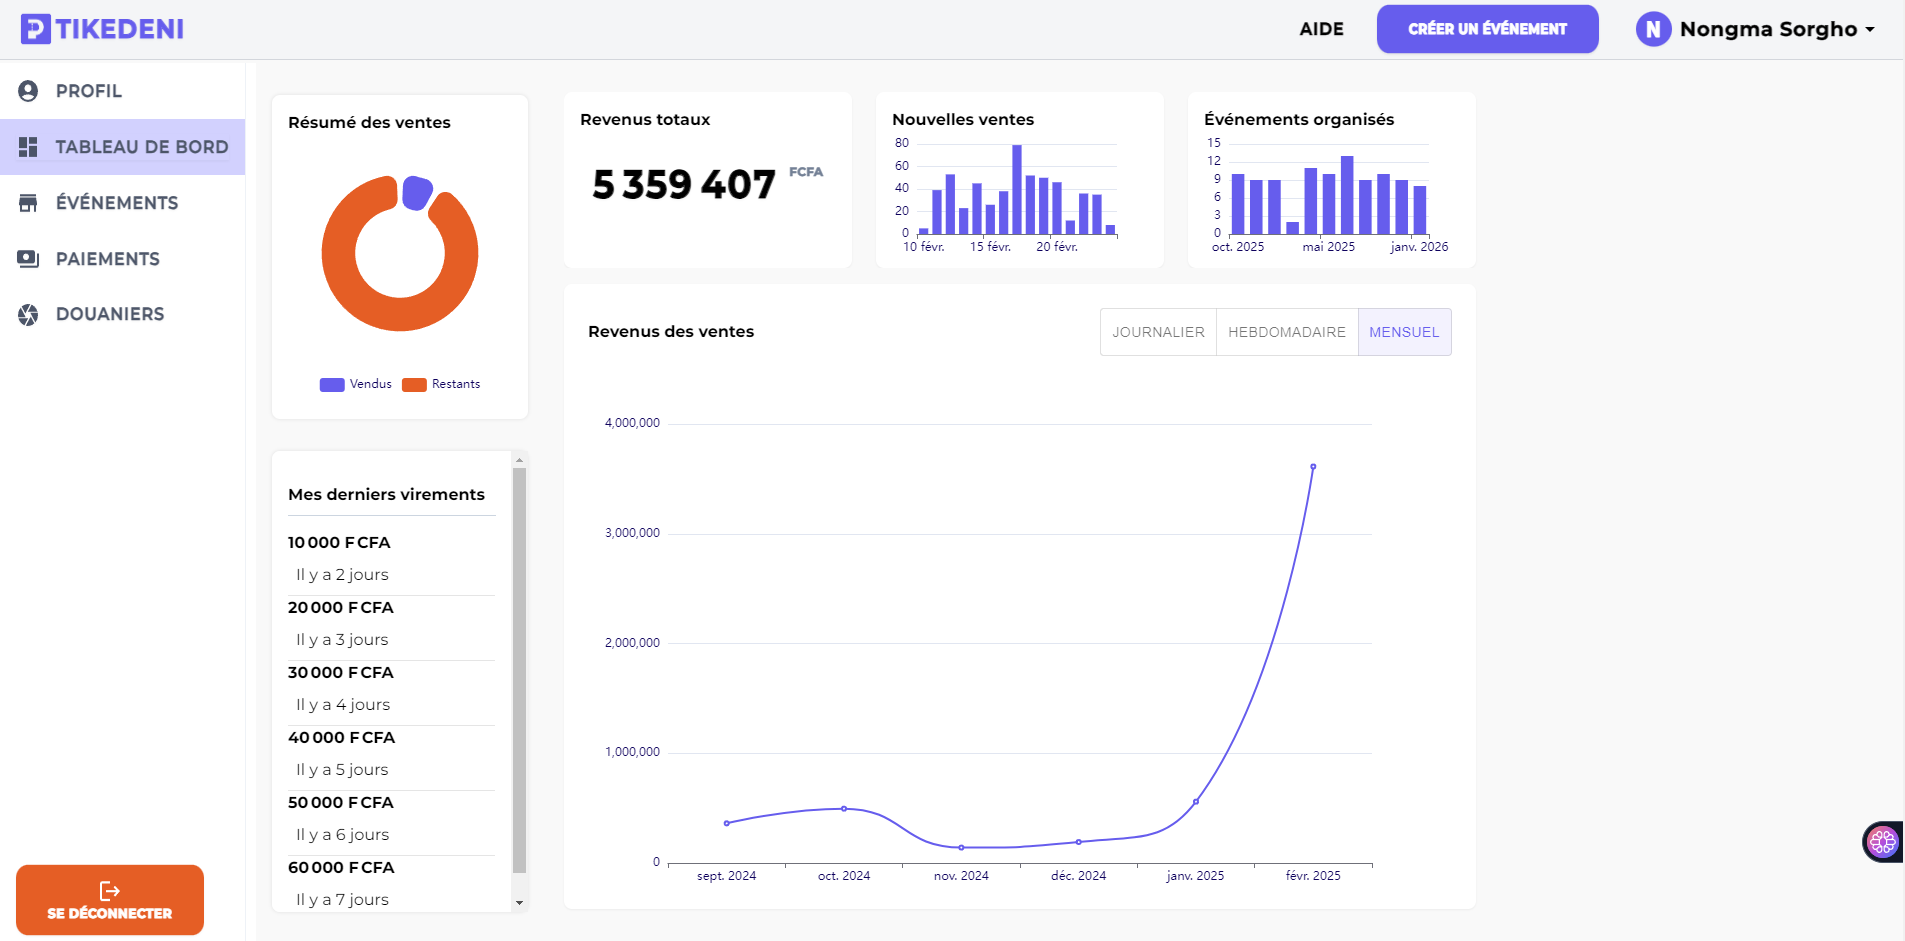 TIKEDENI
AIDE
CRÉER UN ÉVÉNEMENT
N
Nongma Sorgho
PROFIL
TABLEAU DE BORD
ÉVÉNEMENTS
PAIEMENTS
DOUANIERS
SE DÉCONNECTER
Résumé des ventes
Vendus
Restants
Mes derniers virements
10 000 F CFA
Il y a 2 jours
20 000 F CFA
Il y a 3 jours
30 000 F CFA
Il y a 4 jours
40 000 F CFA
Il y a 5 jours
50 000 F CFA
Il y a 6 jours
60 000 F CFA
Il y a 7 jours
Revenus totaux
5 359 407 FCFA
Nouvelles ventes
80
60
40
20
0
10 févr. 15 févr. 20 févr.
Événements organisés
15
12
9
6
3
0
oct. 2025 mai 2025 janv. 2026
Revenus des ventes
JOURNALIER HEBDOMADAIRE MENSUEL
4,000,000
3,000,000
2,000,000
1,000,000
0
sept. 2024 oct. 2024 nov. 2024 déc. 2024 janv. 2025 févr. 2025